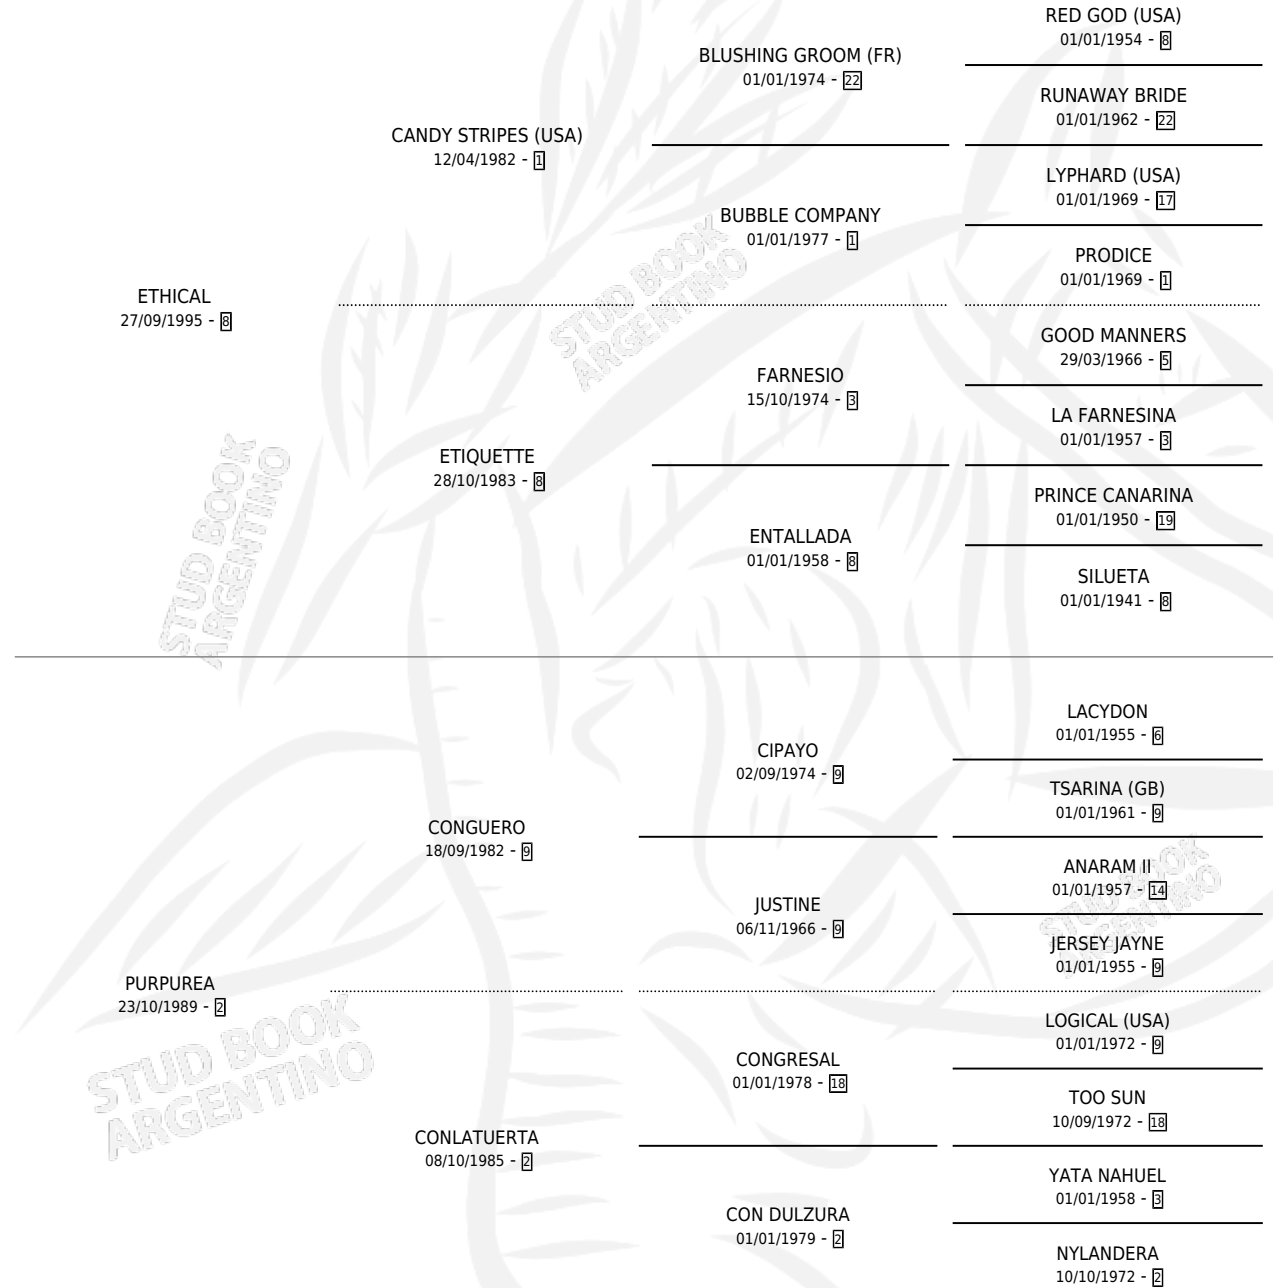 RED GOD (USA)
01/01/1954 - 8
BLUSHING GROOM (FR)
01/01/1974 - 22
RUNAWAY BRIDE
01/01/1962 - 22
CANDY STRIPES (USA)
12/04/1982 - 1
LYPHARD (USA)
01/01/1969 - 17
BUBBLE COMPANY
01/01/1977 - 1
PRODICE
01/01/1969 - 1
ETHICAL
27/09/1995 - 8
GOOD MANNERS
29/03/1966 - 5
FARNESIO
15/10/1974 - 3
LA FARNESINA
01/01/1957 - 3
ETIQUETTE
28/10/1983 - 8
PRINCE CANARINA
01/01/1950 - 19
ENTALLADA
01/01/1958 - 8
SILUETA
01/01/1941 - 8
LACYDON
01/01/1955 - 6
CIPAYO
02/09/1974 - 9
TSARINA (GB)
01/01/1961 - 9
CONGUERO
18/09/1982 - 9
ANARAM II
01/01/1957 - 14
JUSTINE
06/11/1966 - 9
JERSEY JAYNE
01/01/1955 - 9
PURPUREA
23/10/1989 - 2
LOGICAL (USA)
01/01/1972 - 9
CONGRESAL
01/01/1978 - 18
TOO SUN
10/09/1972 - 18
CONLATUERTA
08/10/1985 - 2
YATA NAHUEL
01/01/1958 - 3
CON DULZURA
01/01/1979 - 2
NYLANDERA
10/10/1972 - 2
STUD BOOK
ARGENTINO
STUD BOOK
ARGENTINO
STUD BOOK
ARGENTINO
STUD BOOK
ARGENTINO